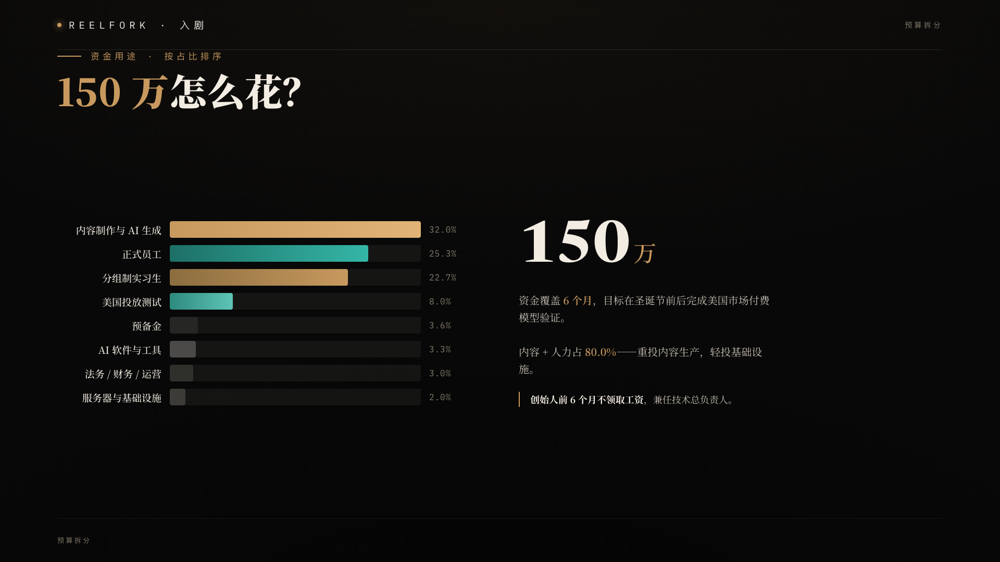 REELFORK · 入剧
预算拆分
资金用途 · 按占比排序
150 万怎么花?
内容制作与 AI 生成 32.0%
正式员工 25.3%
分组制实习生 22.7%
美国投放测试 8.0%
预备金 3.6%
AI 软件与工具 3.3%
法务 / 财务 / 运营 3.0%
服务器与基础设施 2.0%
150万
资金覆盖 6 个月，目标在圣诞节前后完成美国市场付费
模型验证。
内容 + 人力占 80.0%——重投内容生产，轻投基础设
施。
创始人前 6 个月不领取工资，兼任技术总负责人。
预算拆分